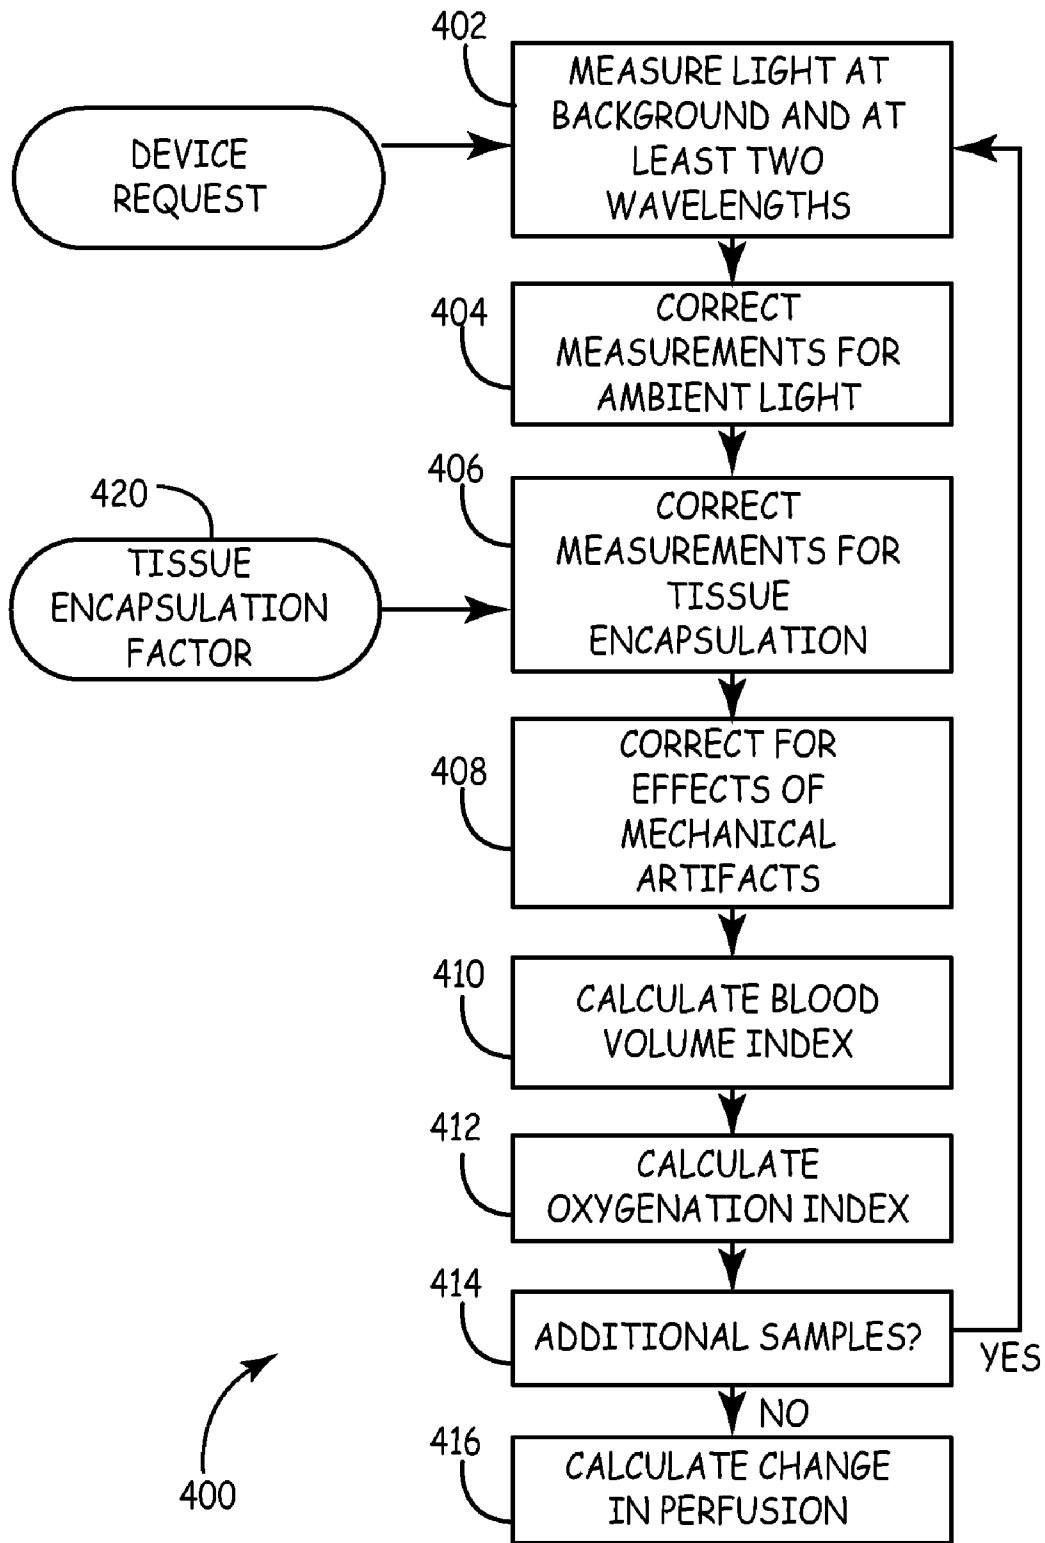 402
MEASURE LIGHT AT
BACKGROUND AND AT
LEAST TWO
WAVELENGTHS
DEVICE
REQUEST
404
CORRECT
MEASUREMENTS FOR
AMBIENT LIGHT
406
CORRECT
MEASUREMENTS FOR
TISSUE
ENCAPSULATION
420
TISSUE
ENCAPSULATION
FACTOR
408
CORRECT FOR
EFFECTS OF
MECHANICAL
ARTIFACTS
410
CALCULATE BLOOD
VOLUME INDEX
412
CALCULATE
OXYGENATION INDEX
414
ADDITIONAL SAMPLES?
YES
NO
416
CALCULATE CHANGE
IN PERFUSION
400